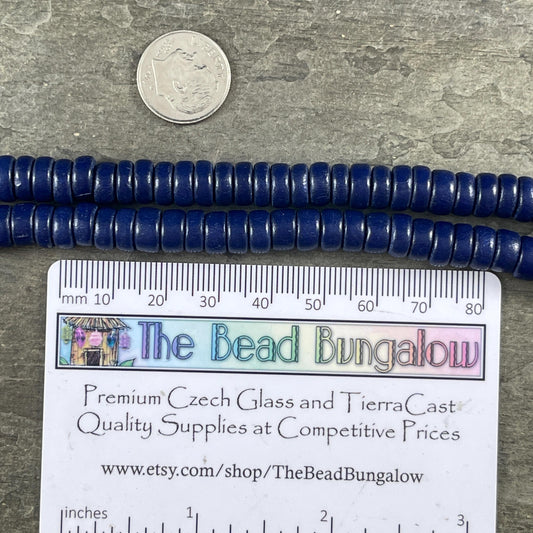 mm 10 20 30 40 50 60 70 80
The Bead Bungalow
Premium Czech Glass and TierraCast
Quality Supplies at Competitive Prices
www.etsy.com/shop/TheBeadBungalow
inches 1 2 3